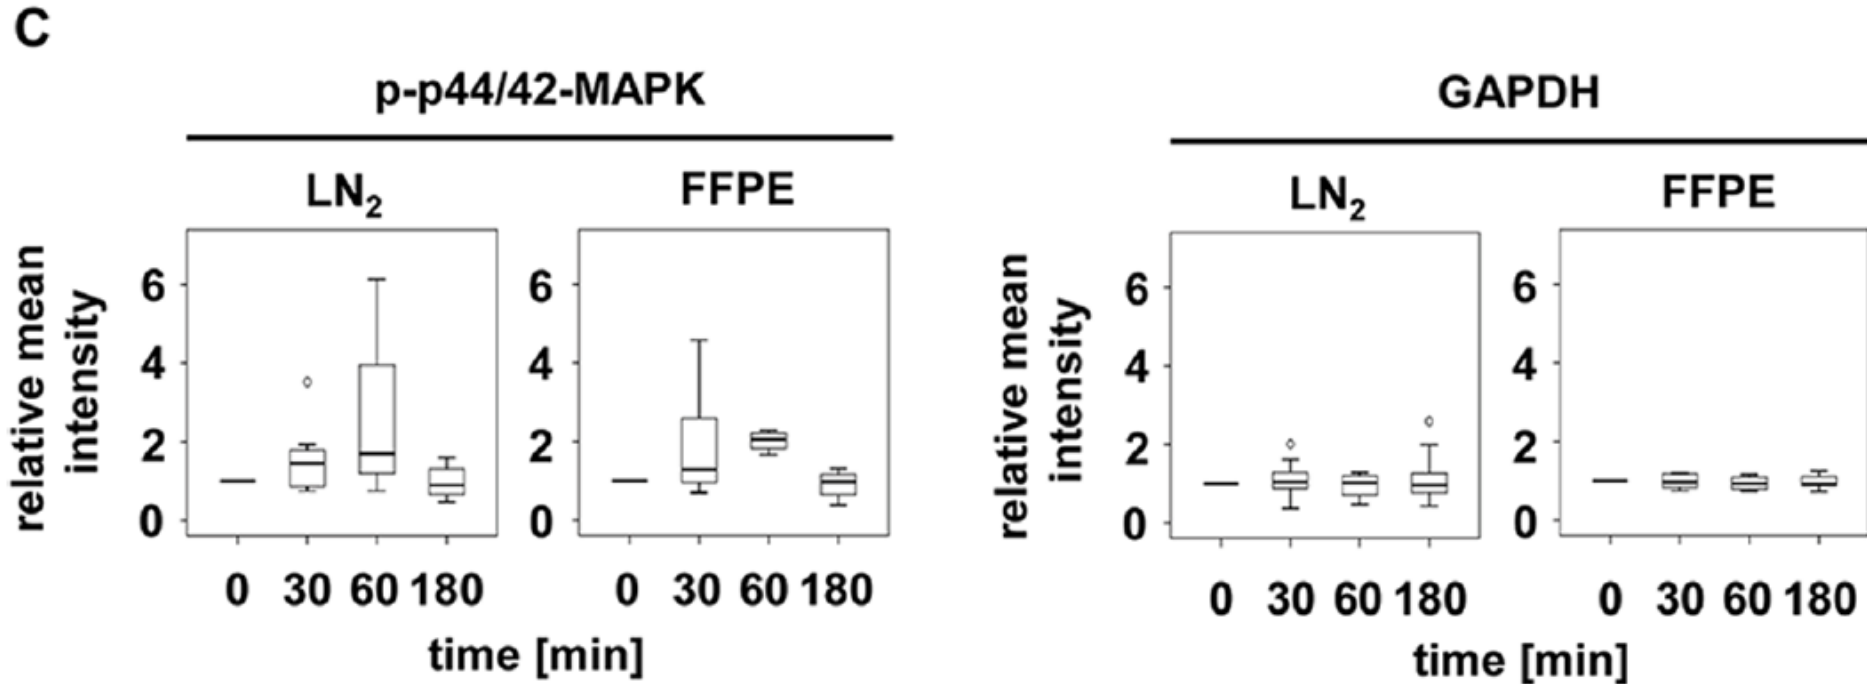 C
p-p44/42-MAPK
GAPDH
LN₂
FFPE
LN₂
FFPE
relative mean
intensity
6
4
2
0
6
4
2
0
relative mean
intensity
6
4
2
0
6
4
2
0
0 30 60 180
0 30 60 180
0 30 60 180
0 30 60 180
time [min]
time [min]